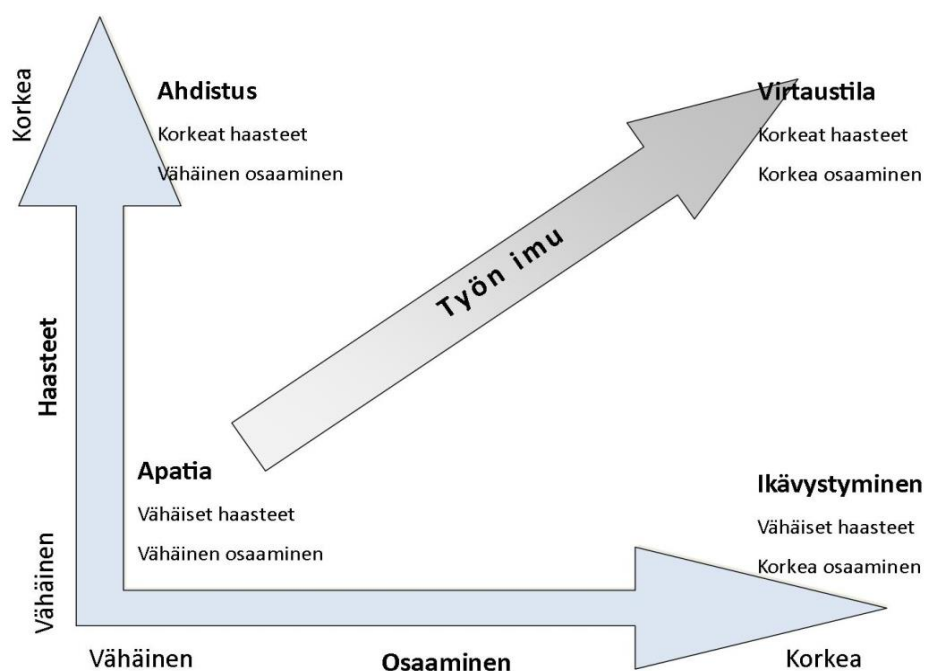 Korkea
Ahdistus
Korkeat haasteet
Vähäinen osaaminen
Virtaustila
Korkeat haasteet
Korkea osaaminen
Työn imu
Haasteet
Apatia
Vähäiset haasteet
Vähäinen osaaminen
Ikävystyminen
Vähäiset haasteet
Korkea osaaminen
Vähäinen
Vähäinen
Osaaminen
Korkea